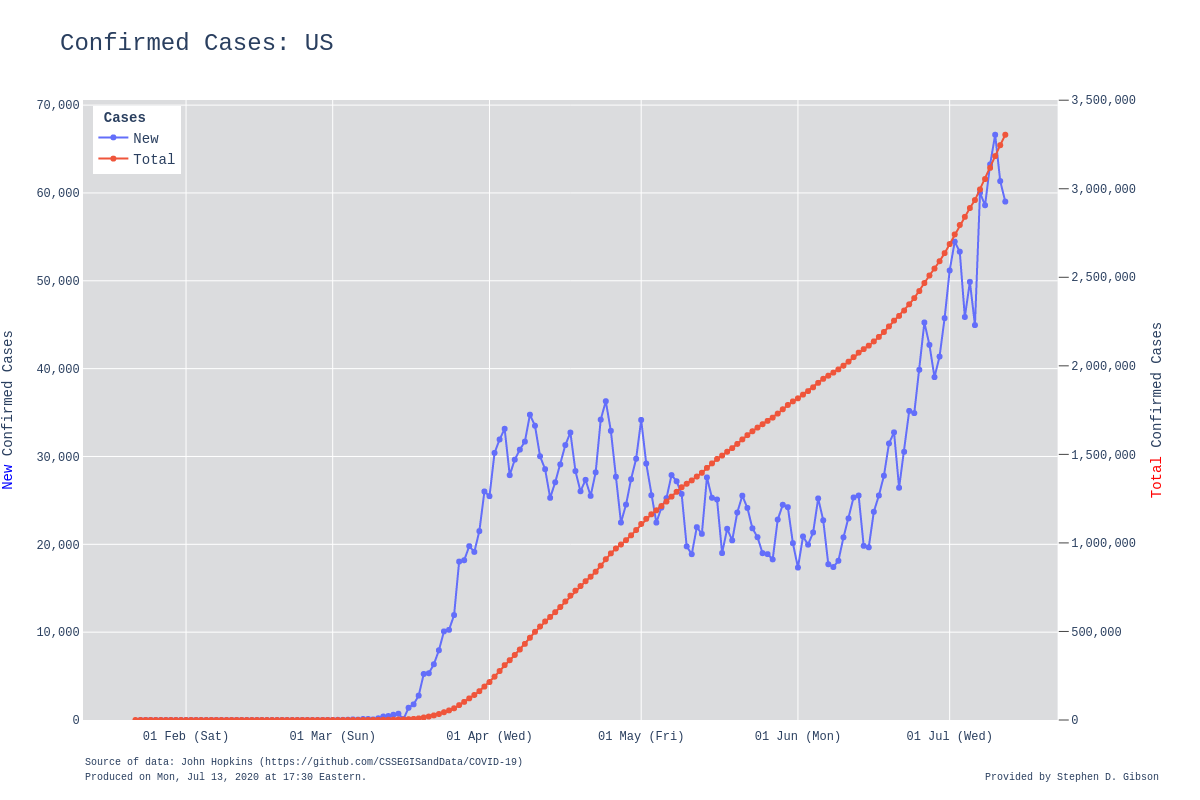 Confirmed Cases: US
Cases
New
Total
70,000
60,000
50,000
40,000
30,000
20,000
10,000
0
New Confirmed Cases
3,500,000
3,000,000
2,500,000
2,000,000
1,500,000
1,000,000
500,000
0
Total Confirmed Cases
01 Feb (Sat)
01 Mar (Sun)
01 Apr (Wed)
01 May (Fri)
01 Jun (Mon)
01 Jul (Wed)
Source of data: John Hopkins (https://github.com/CSSEGISandData/COVID-19)
Produced on Mon, Jul 13, 2020 at 17:30 Eastern.
Provided by Stephen D. Gibson